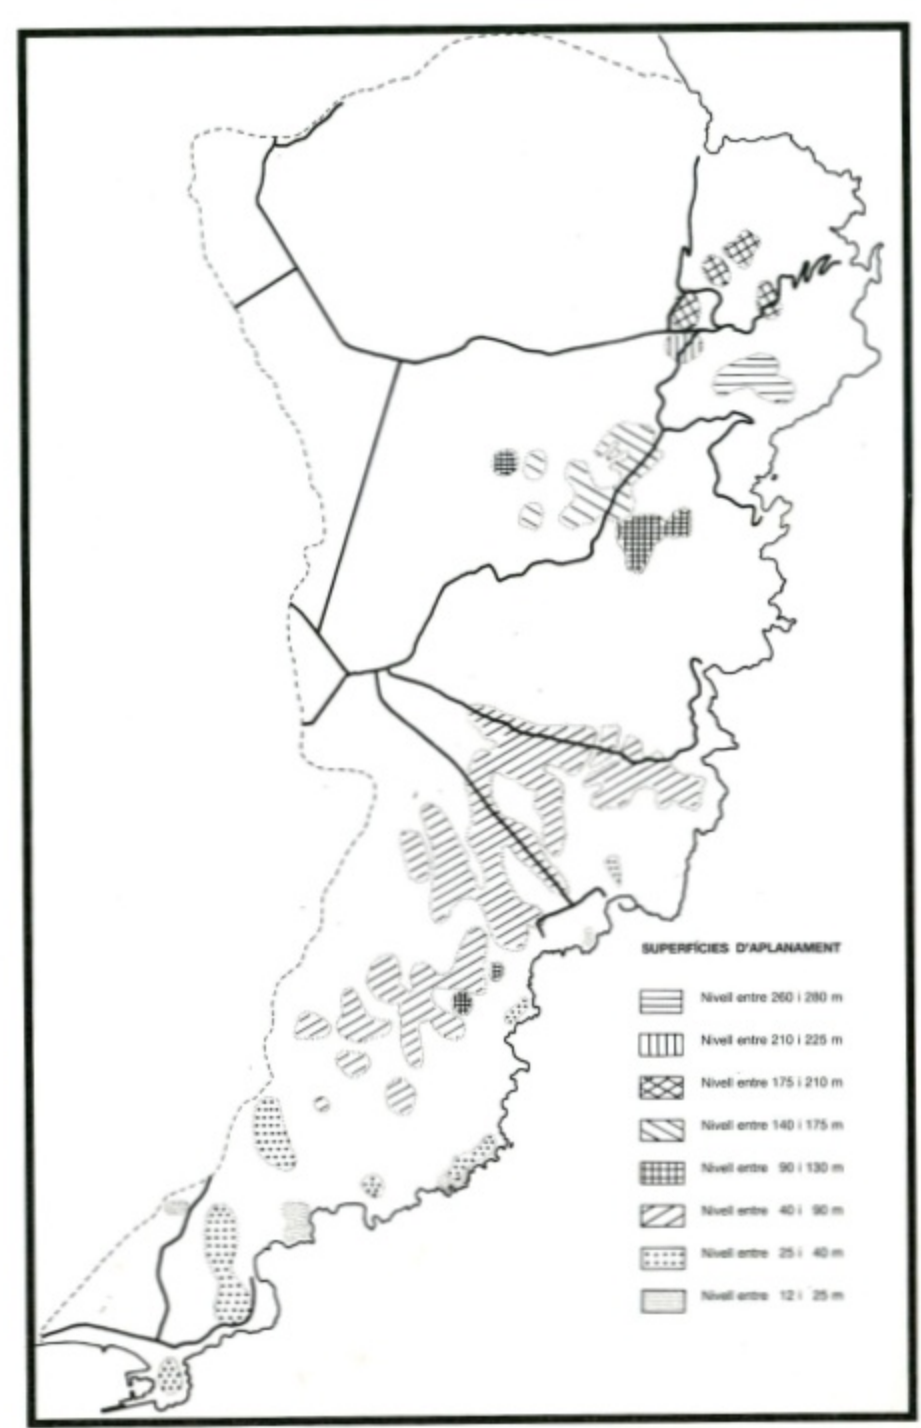 SUPERFÍCIES D'APLANAMENT
Nivell entre 260 i 280 m
Nivell entre 210 i 225 m
Nivell entre 175 i 210 m
Nivell entre 140 i 175 m
Nivell entre 90 i 130 m
Nivell entre 40 i 90 m
Nivell entre 25 i 40 m
Nivell entre 12 i 25 m